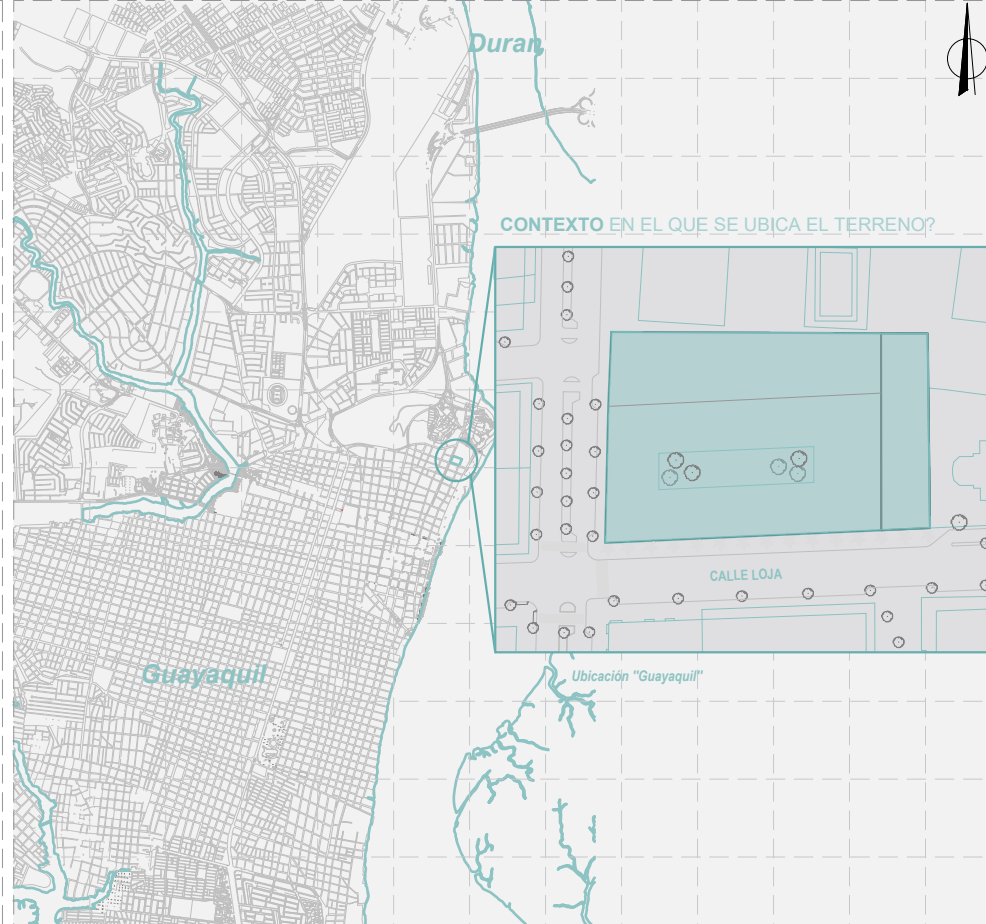 Duran
CONTEXTO EN EL QUE SE UBICA EL TERRENO?
CALLE LOJA
Guayaquil
Ubicación "Guayaquil"